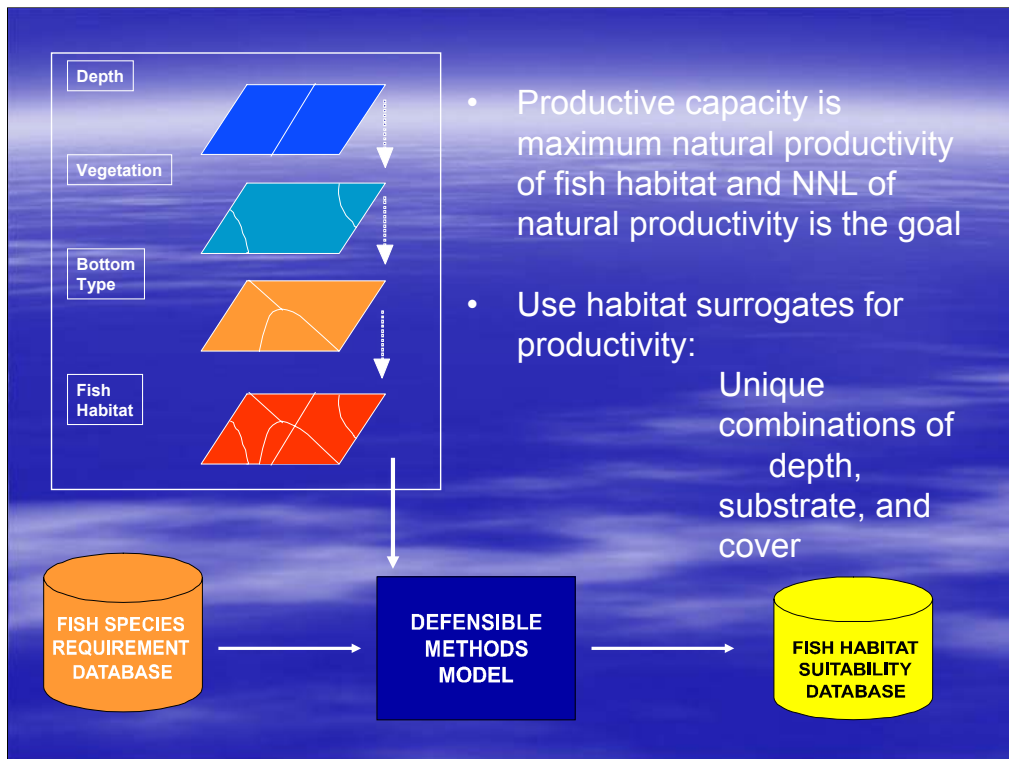 Depth
Vegetation
Bottom
Type
Fish
Habitat
• Productive capacity is
maximum natural productivity
of fish habitat and NNL of
natural productivity is the goal
• Use habitat surrogates for
productivity:
Unique
combinations of
depth,
substrate, and
cover
FISH SPECIES
REQUIREMENT
DATABASE
DEFENSIBLE
METHODS
MODEL
FISH HABITAT
SUITABILITY
DATABASE